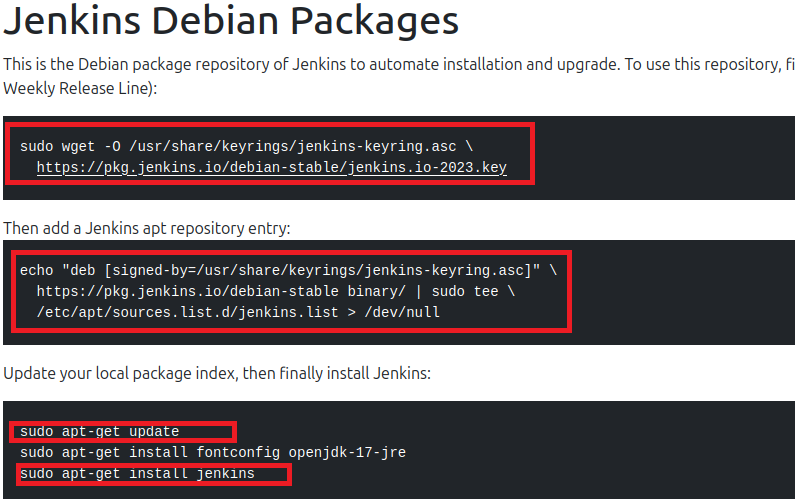 Jenkins Debian Packages
This is the Debian package repository of Jenkins to automate installation and upgrade. To use this repository, fi
Weekly Release Line):
sudo wget -O /usr/share/keyrings/jenkins-keyring.asc \
https://pkg.jenkins.io/debian-stable/jenkins.io-2023.key
Then add a Jenkins apt repository entry:
echo "deb [signed-by=/usr/share/keyrings/jenkins-keyring.asc]" \
https://pkg.jenkins.io/debian-stable binary/ | sudo tee \
/etc/apt/sources.list.d/jenkins.list > /dev/null
Update your local package index, then finally install Jenkins:
sudo apt-get update
sudo apt-get install fontconfig openjdk-17-jre
sudo apt-get install jenkins